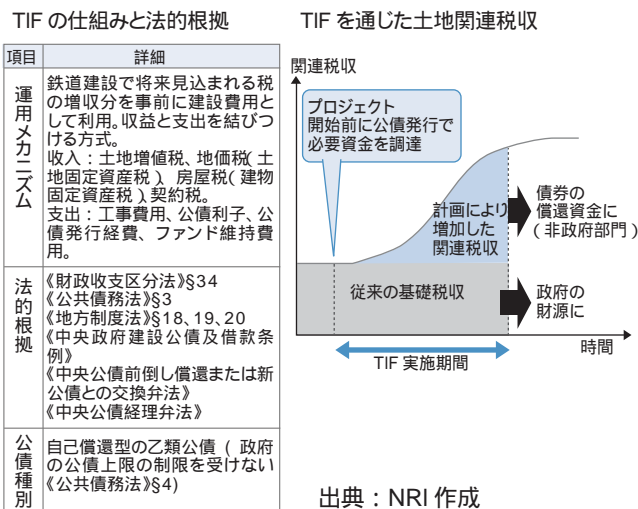 TIF の仕組みと法的根拠
項目
詳細
運用メカニズム
鉄道建設で将来見込まれる税
の増収分を事前に建設費用と
して利用。収益と支出を結びつ
ける方式。
収入：土地増値税、地価税（土
地固定資産税）、房屋税（建物
固定資産税）、契約税。
支出：工事費用、公債利子、公
債発行経費、ファンド維持費
用。
法的根拠
《財政収支区分法》§34
《公共債務法》§3
《地方制度法》§18、19、20
《中央政府建設公債及借款条
例》
《中央公債前倒し償還または新
公債との交換弁法》
《中央公債経理弁法》
公債種別
自己償還型の乙類公債（政府
の公債上限の制限を受けない
《公共債務法》§4)
TIF を通じた土地関連税収
関連税収
プロジェクト
開始前に公債発行で
必要資金を調達
計画により
増加した
関連税収
債券の
償還資金に
（非政府部門）
従来の基礎税収
政府の
財源に
時間
TIF 実施期間
出典：NRI 作成